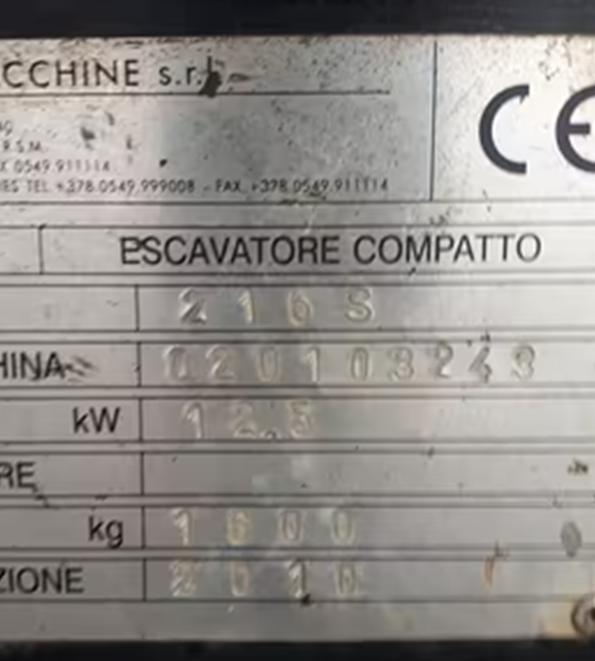 CCHINE s.r.l.
R.S.M.
0549.911114
TEL +378.0549.999008 - FAX +378.0549.911114
CE
ESCAVATORE COMPATTO
216S
HINA 020103243
kW 12.5
RE
kg 1600
ZIONE 2010